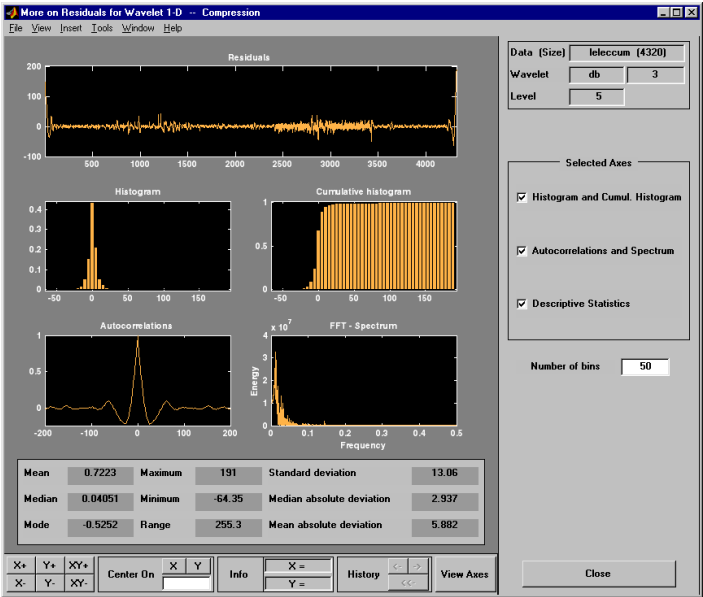 More on Residuals for Wavelet 1-D -- Compression
File View Insert Tools Window Help
Residuals
200
100
0
-100
500 1000 1500 2000 2500 3000 3500 4000
Histogram
0.4
0.3
0.2
0.1
0
-50 0 50 100 150
Cumulative histogram
1
0.5
0
-50 0 50 100 150
Autocorrelations
1
0.5
0
-200 -100 0 100 200
x 10^7 FFT - Spectrum
4
3
2
1
0
Energy
0 0.1 0.2 0.3 0.4 0.5
Frequency
Mean 0.7223 Maximum 191 Standard deviation 13.06
Median 0.04051 Minimum -64.35 Median absolute deviation 2.937
Mode -0.5252 Range 255.3 Mean absolute deviation 5.882
Data (Size) leleccum (4320)
Wavelet db 3
Level 5
Selected Axes
Histogram and Cumul. Histogram
Autocorrelations and Spectrum
Descriptive Statistics
Number of bins 50
X+ Y+ XY+
X- Y- XY-
Center On X Y
Info X =
Y =
History <- ->
<<-
View Axes
Close